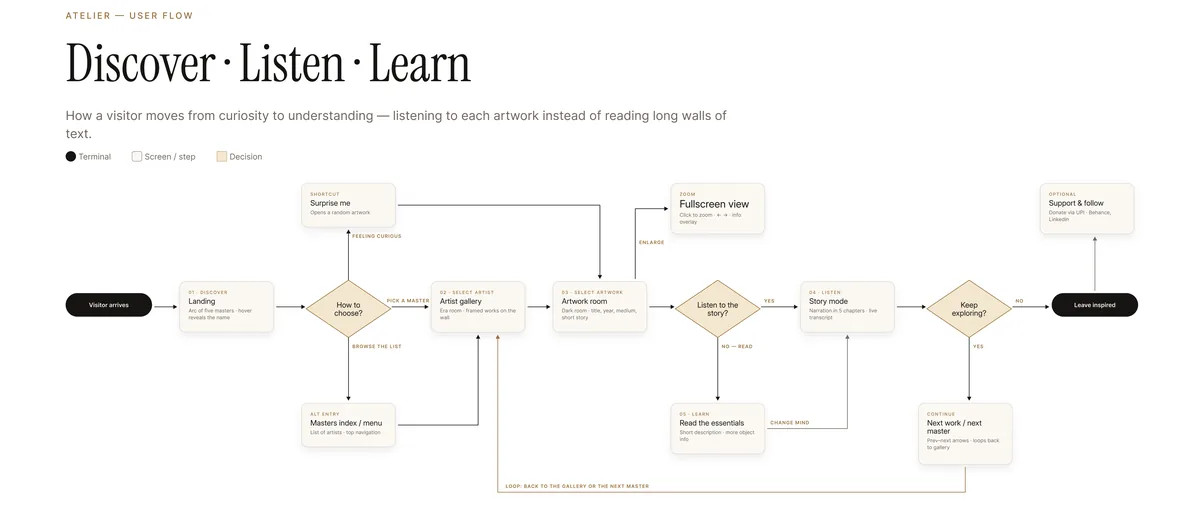 ATELIER — USER FLOW
Discover · Listen · Learn
How a visitor moves from curiosity to understanding — listening to each artwork instead of reading long walls of
text.
Terminal
Screen / step
Decision
SHORTCUT
Surprise me
Opens a random artwork
ZOOM
Fullscreen view
Click to zoom · ← → · info
overlay
OPTIONAL
Support & follow
Donate via UPI · Behance,
LinkedIn
FEELING CURIOUS
ENLARGE
Visitor arrives
01 · DISCOVER
Landing
Arc of five masters · hover
reveals the name
How to
choose?
PICK A MASTER
02 · SELECT ARTIST
Artist gallery
Era room · framed works on the
wall
03 · SELECT ARTWORK
Artwork room
Dark room · title, year, medium,
short story
Listen to the
story?
YES
04 · LISTEN
Story mode
Narration in 5 chapters · live
transcript
Keep
exploring?
NO
Leave inspired
BROWSE THE LIST
NO — READ
YES
ALT ENTRY
Masters index / menu
List of artists · top navigation
05 · LEARN
Read the essentials
Short description · more object
info
CHANGE MIND
CONTINUE
Next work / next
master
Prev–next arrows · loops back
to gallery
LOOP: BACK TO THE GALLERY OR THE NEXT MASTER